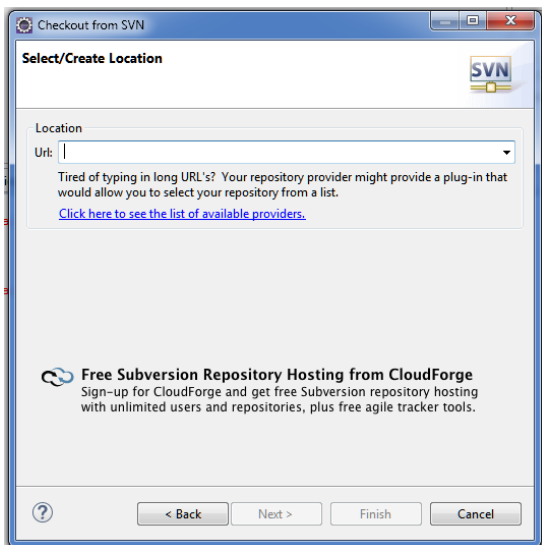 Checkout from SVN
Select/Create Location
SVN
Location
Url:
Tired of typing in long URL's? Your repository provider might provide a plug-in that
would allow you to select your repository from a list.
Click here to see the list of available providers.
Free Subversion Repository Hosting from CloudForge
Sign-up for CloudForge and get free Subversion repository hosting
with unlimited users and repositories, plus free agile tracker tools.
? < Back Next > Finish Cancel